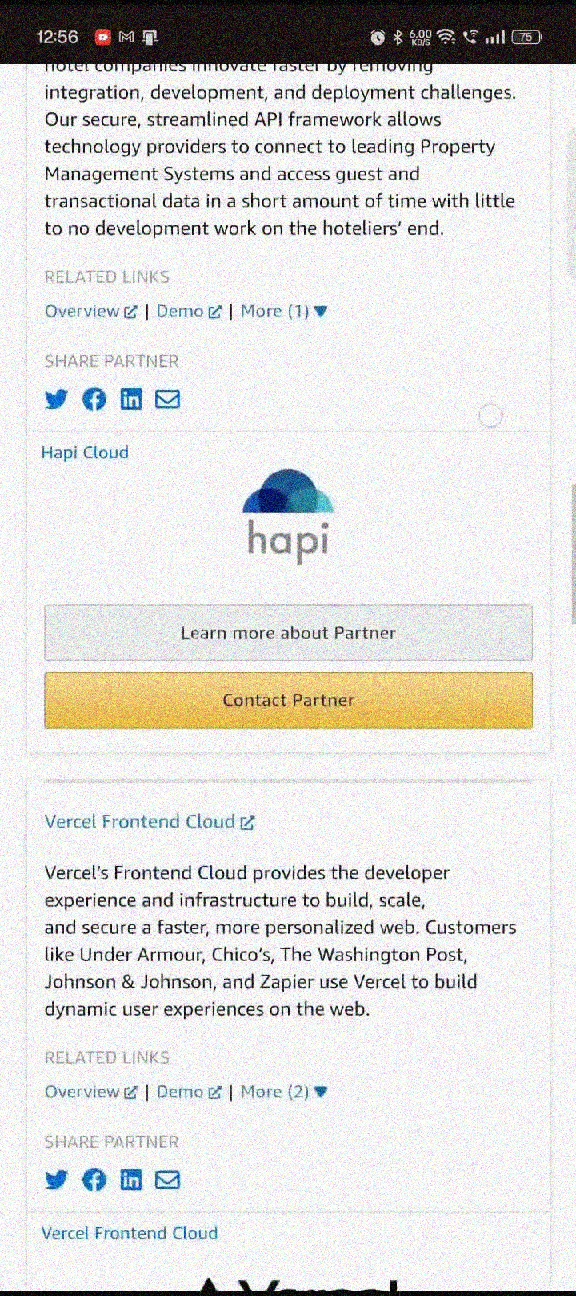 12:56
6.00
KB/S
75
hotel companies innovate faster by removing
integration, development, and deployment challenges.
Our secure, streamlined API framework allows
technology providers to connect to leading Property
Management Systems and access guest and
transactional data in a short amount of time with little
to no development work on the hoteliers’ end.
RELATED LINKS
Overview | Demo | More (1)
SHARE PARTNER
Hapi Cloud
hapi
Learn more about Partner
Contact Partner
Vercel Frontend Cloud
Vercel's Frontend Cloud provides the developer
experience and infrastructure to build, scale,
and secure a faster, more personalized web. Customers
like Under Armour, Chico’s, The Washington Post,
Johnson & Johnson, and Zapier use Vercel to build
dynamic user experiences on the web.
RELATED LINKS
Overview | Demo | More (2)
SHARE PARTNER
Vercel Frontend Cloud
Vercel